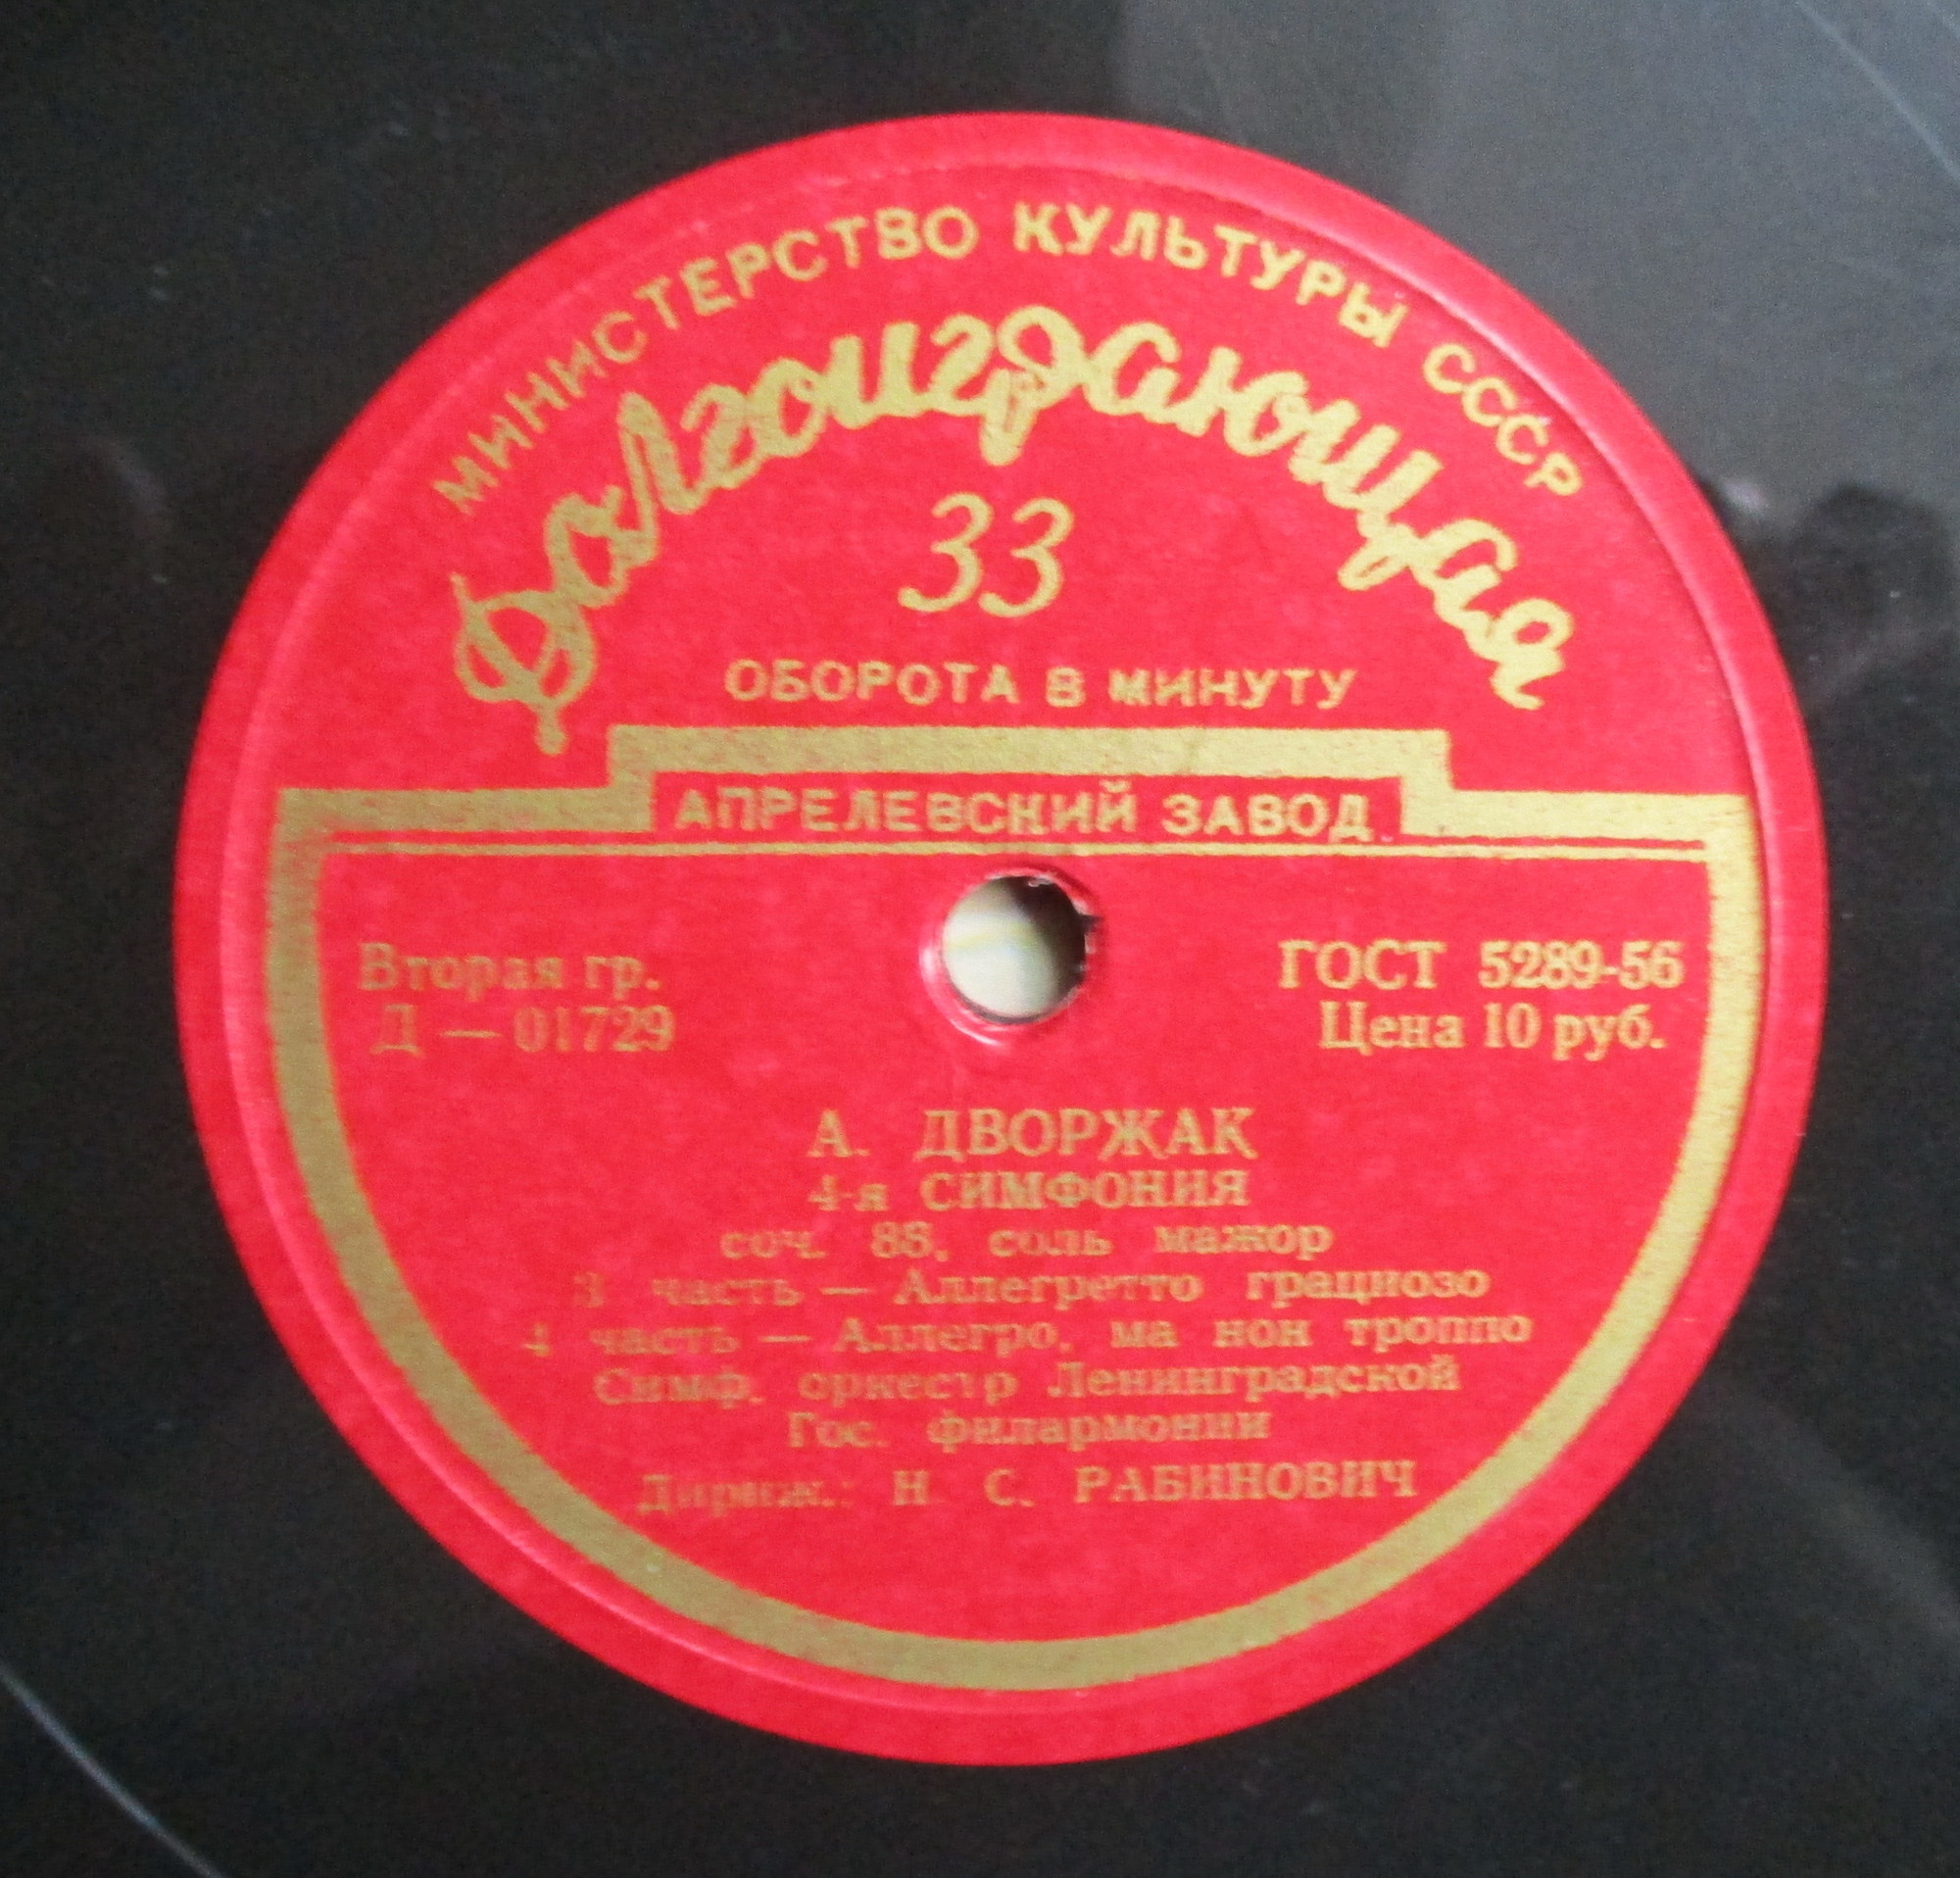 МИНИСТЕРСТВО КУЛЬТУРЫ СССР
Долгоиграющая
33
ОБОРОТА В МИНУТУ
АПРЕЛЕВСКИЙ ЗАВОД
Вторая гр.
Д — 01729
ГОСТ 5289-56
Цена 10 руб.
А. ДВОРЖАК
4-я СИМФОНИЯ
соч. 88, соль мажор
3 часть — Аллегретто грациозо
4 часть — Аллегро, ма нон троппо
Симф. оркестр Ленинградской
Гос. филармонии
Дириж.: Н. С. РАБИНОВИЧ